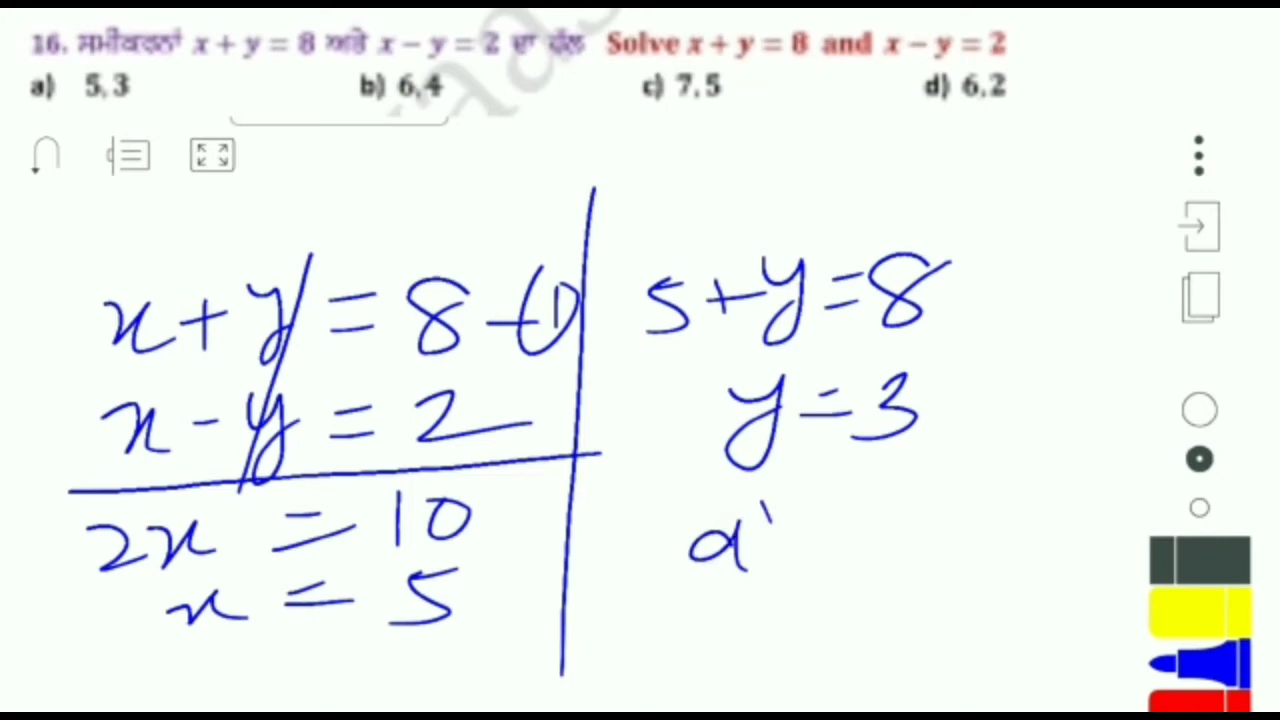 16. ਸਮੀਕਰਨਾਂ x + y = 8 ਅਤੇ x − y = 2 ਦਾ ਹੱਲ Solve x + y = 8 and x − y = 2
a) 5,3 b) 6,4 c) 7,5 d) 6,2
x + y = 8 - (1)
x - y = 2
2x = 10
x = 5
5 + y = 8
y = 3
a'